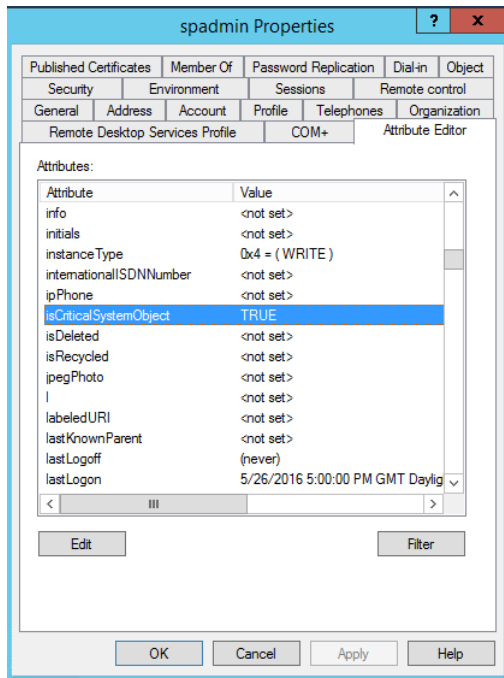 spadmin Properties
? x
Published Certificates Member Of Password Replication Dial-in Object
Security Environment Sessions Remote control
General Address Account Profile Telephones Organization
Remote Desktop Services Profile COM+ Attribute Editor
Attributes:
Attribute Value
info <not set>
initials <not set>
instanceType 0x4 = ( WRITE )
internationalISDNNumber <not set>
ipPhone <not set>
isCriticalSystemObject TRUE
isDeleted <not set>
isRecycled <not set>
jpegPhoto <not set>
l <not set>
labeledURI <not set>
lastKnownParent <not set>
lastLogoff (never)
lastLogon 5/26/2016 5:00:00 PM GMT Daylig
Edit Filter
OK Cancel Apply Help